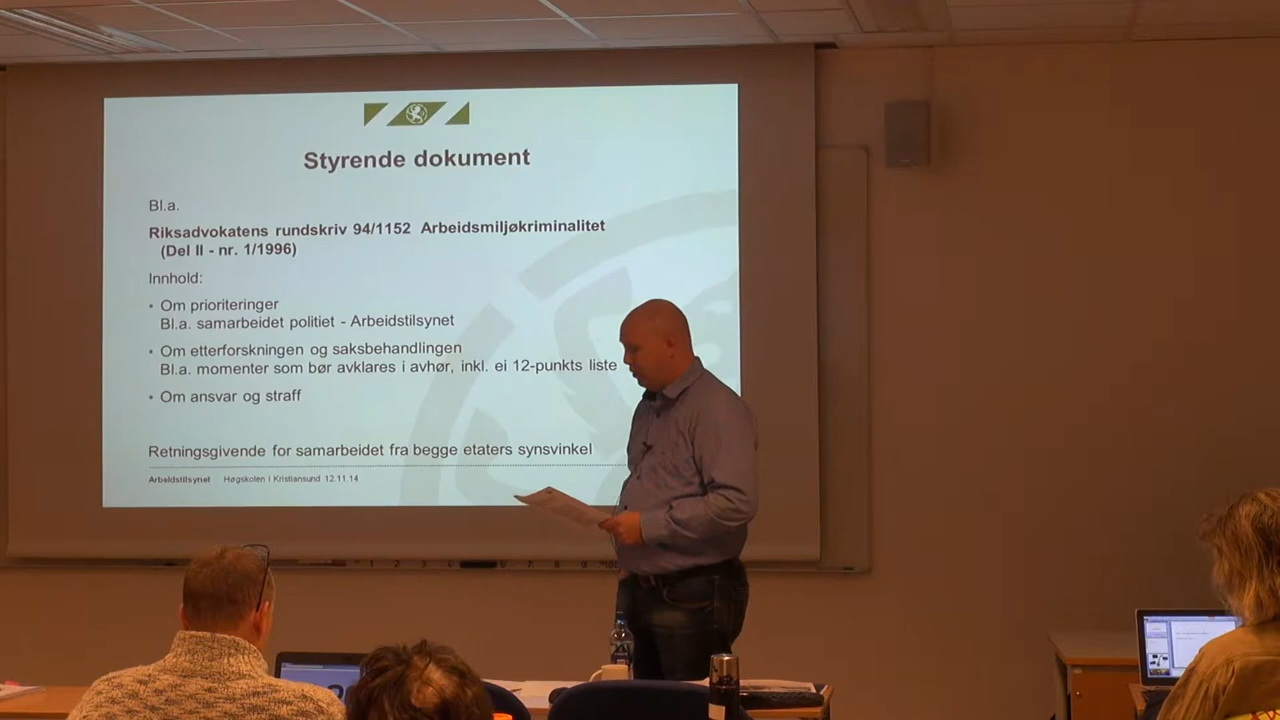 Styrende dokument
Bl.a.
Riksadvokatens rundskriv 94/1152 Arbeidsmiljøkriminalitet
(Del II - nr. 1/1996)
Innhold:
• Om prioriteringer
Bl.a. samarbeidet politiet - Arbeidstilsynet
• Om etterforskningen og saksbehandlingen
Bl.a. momenter som bør avklares i avhør, inkl. ei 12-punkts liste
• Om ansvar og straff
Retningsgivende for samarbeidet fra begge etaters synsvinkel
Arbeidstilsynet Høgskolen i Kristiansund 12.11.14